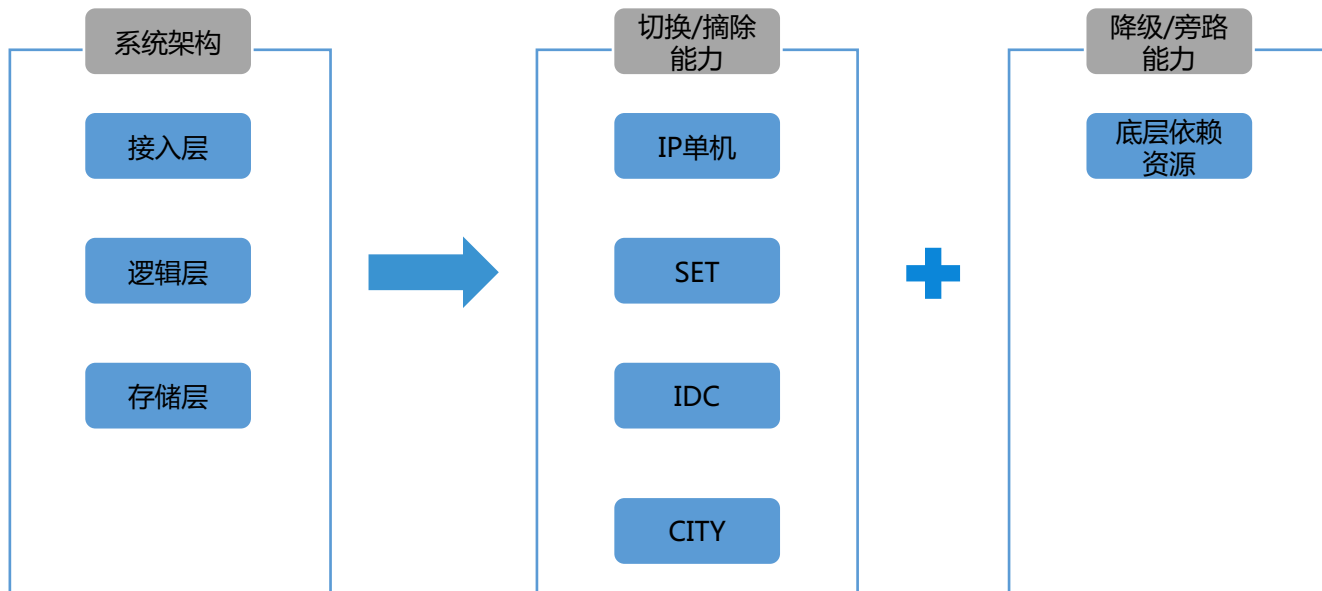 系统架构
接入层
逻辑层
存储层
切换/摘除
能力
IP单机
SET
IDC
CITY
降级/旁路
能力
底层依赖
资源